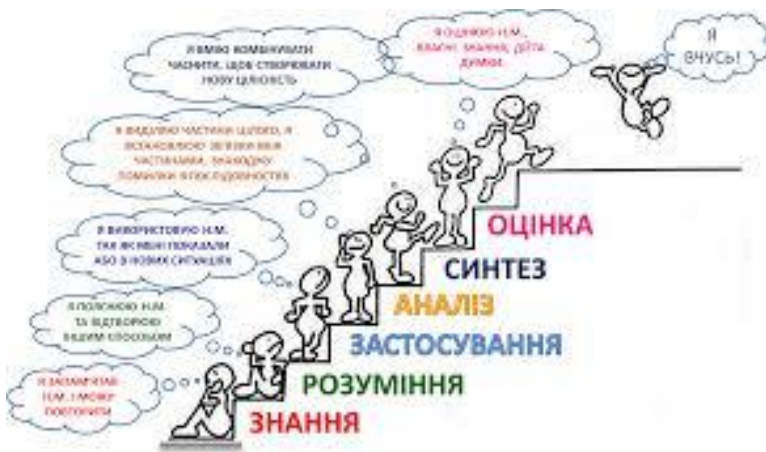 Я ВМІЮ КОМБІНУВАТИ
ЧАСНИТИ, ЩОБ СТВОРЮВАТИ
НОВУ ЦІЛІСНІСТЬ
Я ОЦІНЮЮ Н.М.,
ВЛАСНІ ЗНАННЯ, ДІЇ ТА
ДУМКИ.
Я
ВЧУСЬ!
Я ВИДІЛЯЮ ЧАСТИНИ ЦІЛОГО, Я
ВСТАНОВЛЮЮ ЗВ'ЯЗКИ МІЖ
ЧАСТИНАМИ, ЗНАХОДЖУ
ПОМИЛКИ В
Я ВИКОРИСТОВУЮ Н.М.
ТАК ЯК МЕНІ ПОКАЗАЛИ
АБО В НОВИХ СИТУАЦІЯХ
Я ПОЯСНЮЮ Н.М.
ТА ВІДТВОРЮЮ
ІНШИМ СПОСОБОМ
Я ЗАПАМ'ЯТАВ
Н.М. І МОЖУ
ПОВТОРИТИ
ОЦІНКА
СИНТЕЗ
АНАЛІЗ
ЗАСТОСУВАННЯ
РОЗУМІННЯ
ЗНАННЯ